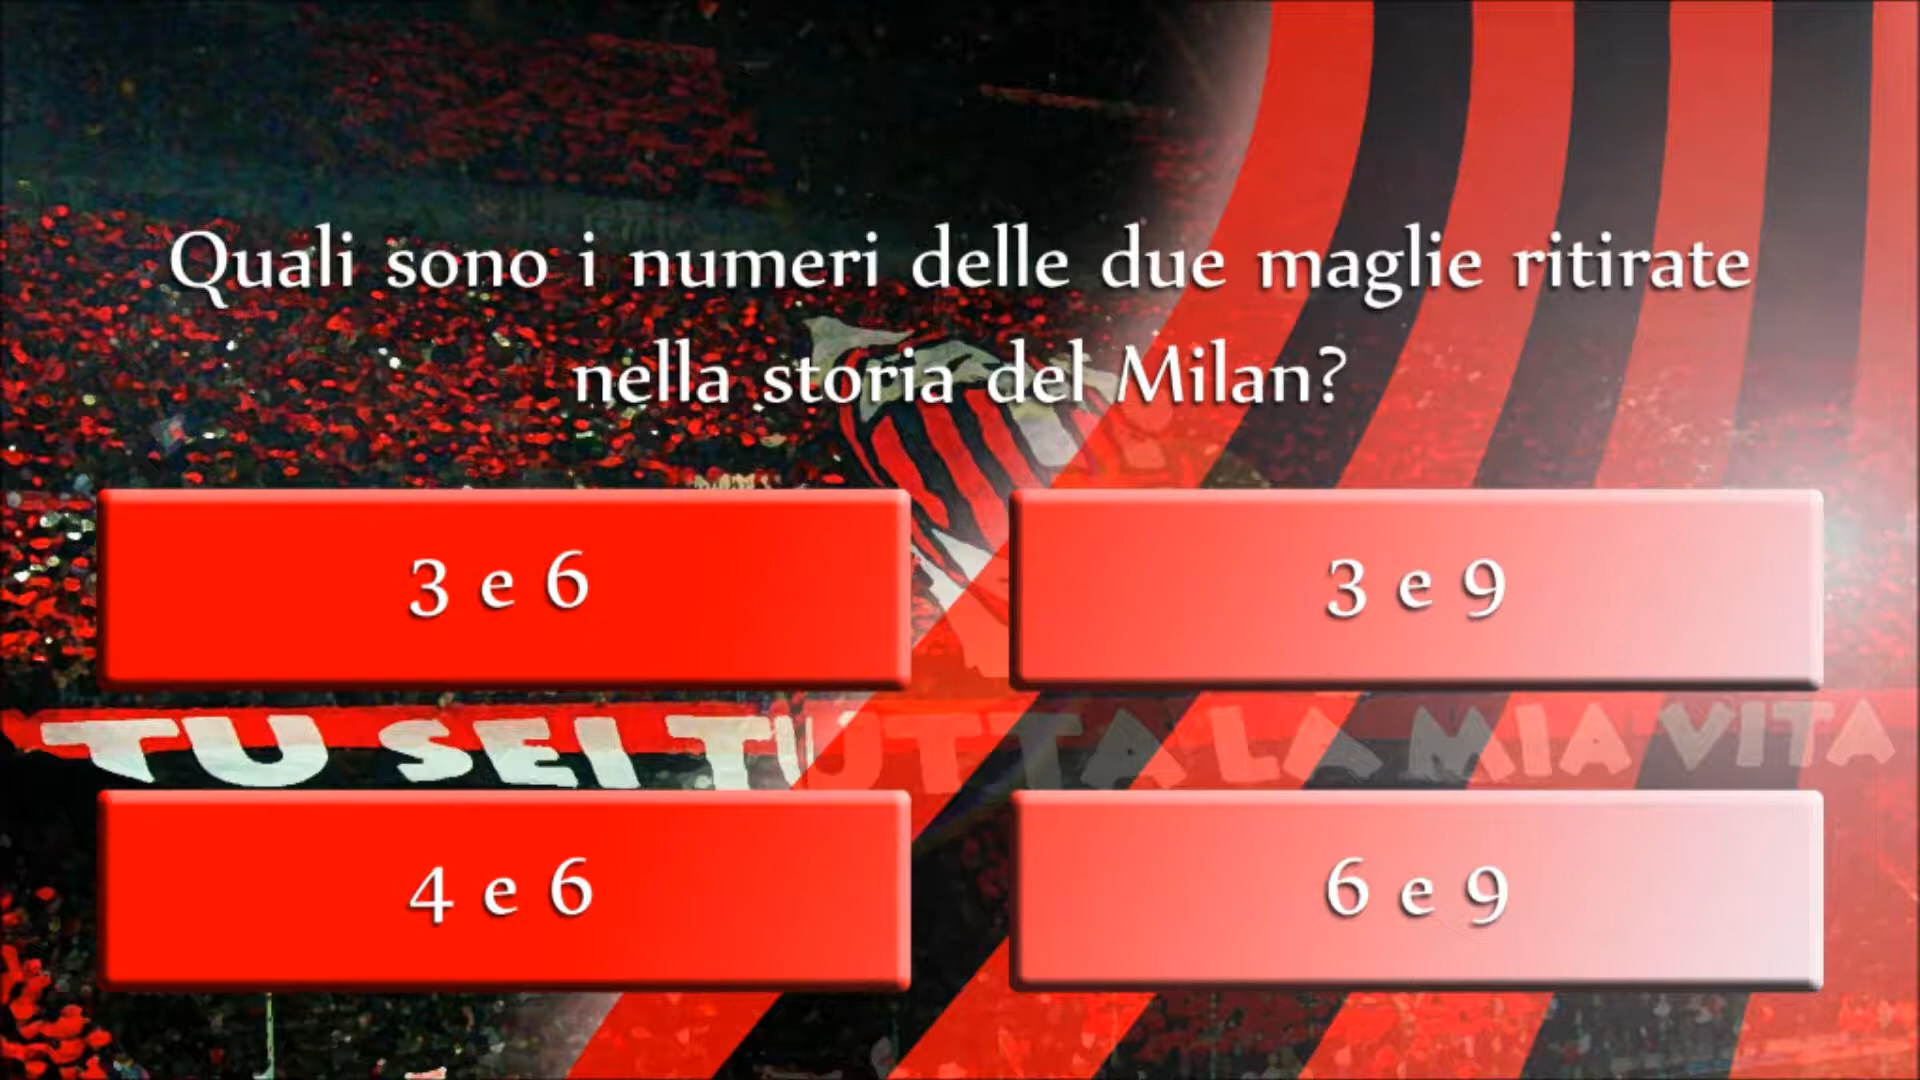 Quali sono i numeri delle due maglie ritirate
nella storia del Milan?
3 e 6
3 e 9
TU SEI TUTTA LA MIA VITA
4 e 6
6 e 9